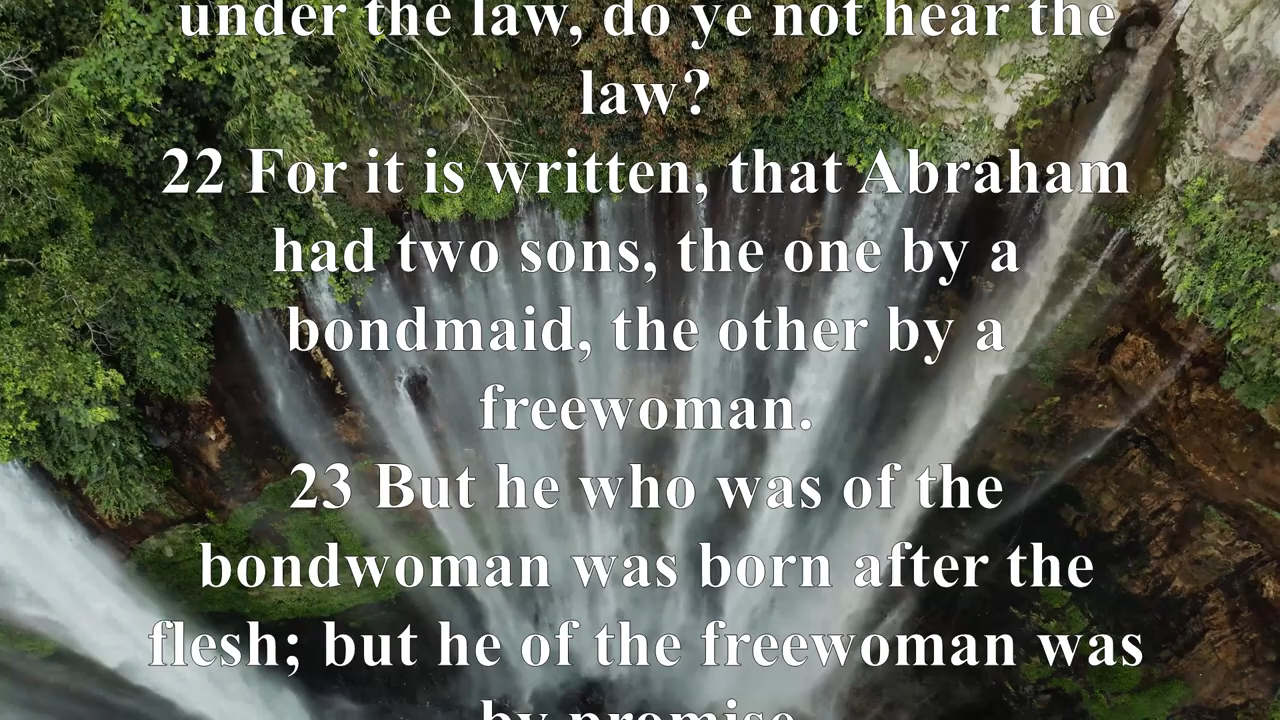 under the law, do ye not hear the
law?
22 For it is written, that Abraham
had two sons, the one by a
bondmaid, the other by a
freewoman.
23 But he who was of the
bondwoman was born after the
flesh; but he of the freewoman was
by promise.